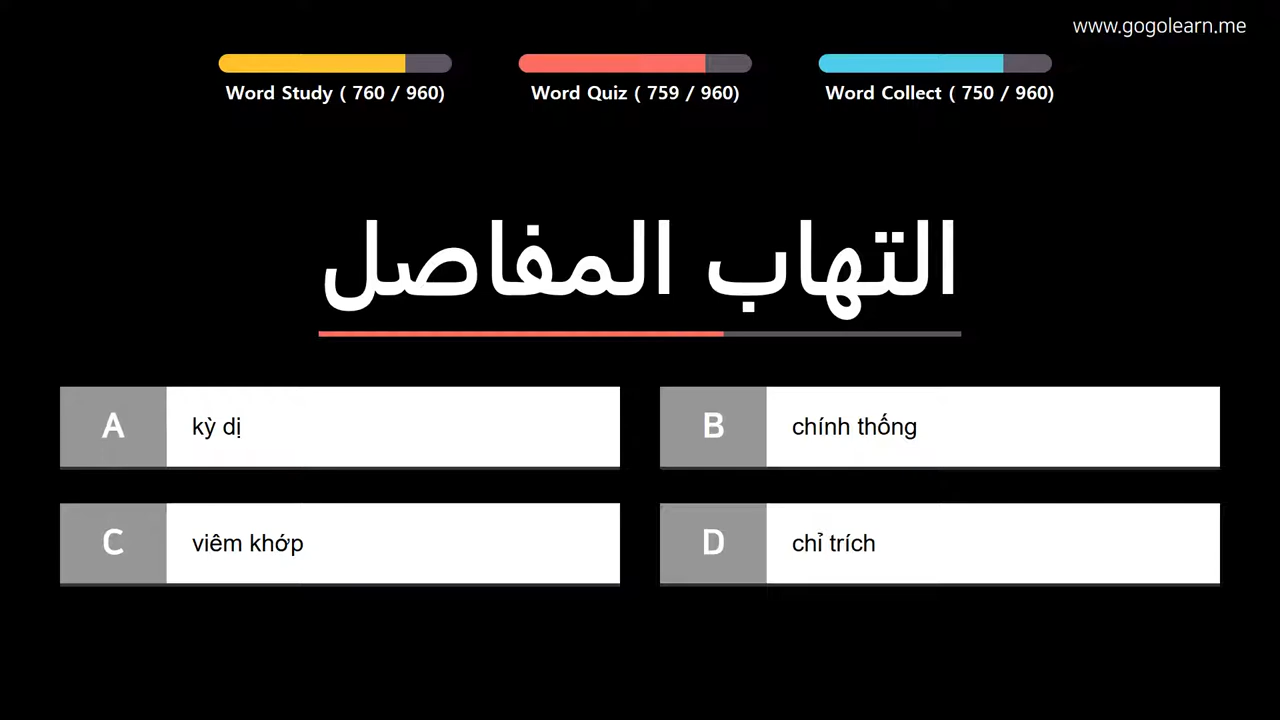 www.gogolearn.me
Word Study ( 760 / 960)
Word Quiz ( 759 / 960)
Word Collect ( 750 / 960)
التهاب المفاصل
A
kỳ dị
B
chính thống
C
viêm khớp
D
chỉ trích